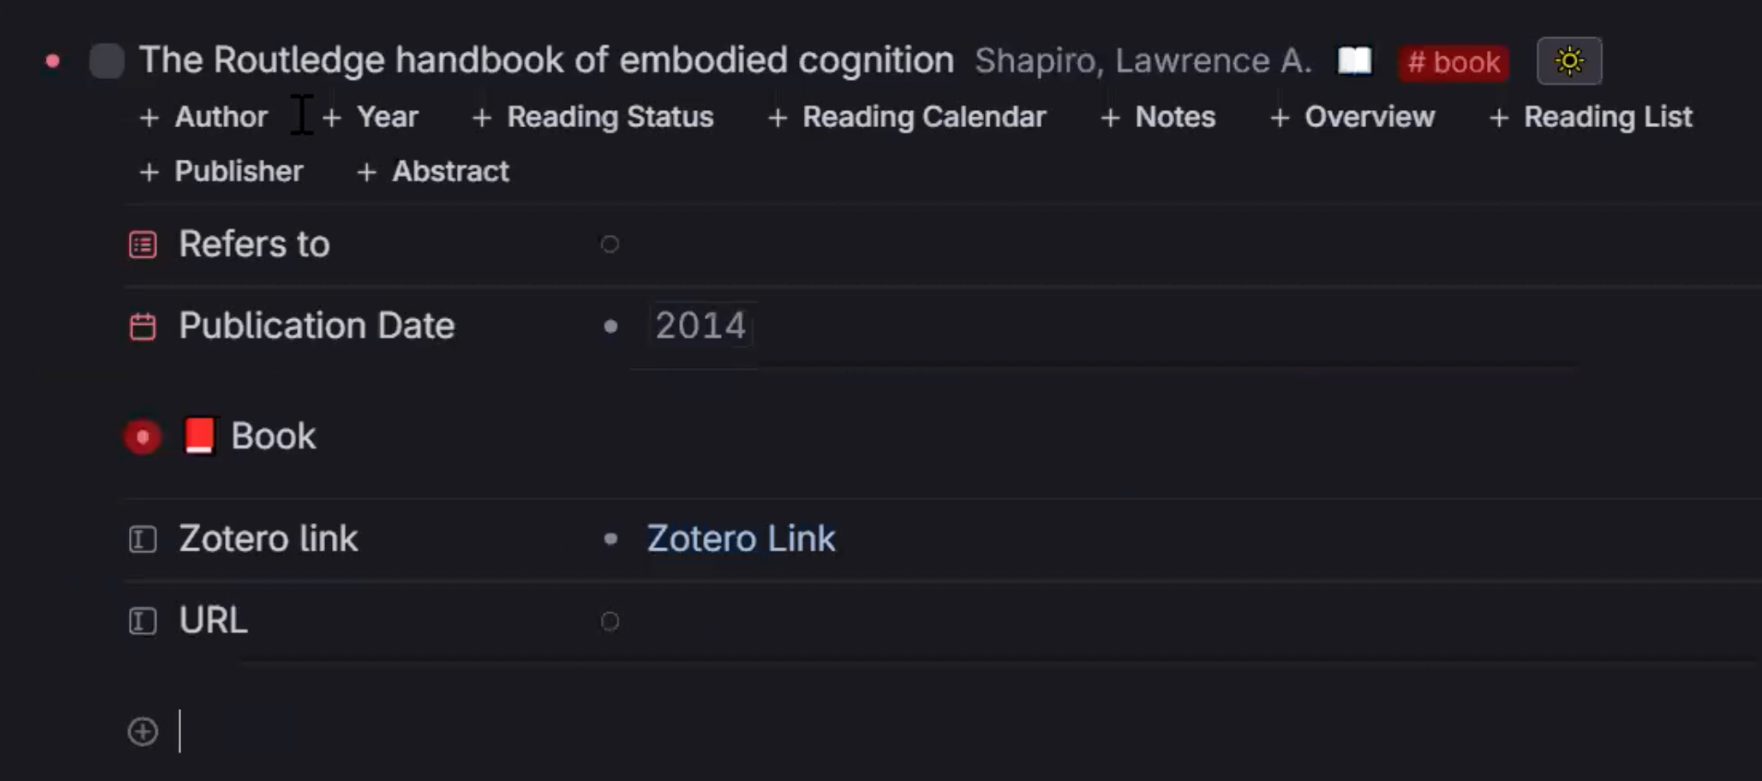 The Routledge handbook of embodied cognition Shapiro, Lawrence A. # book
+ Author + Year + Reading Status + Reading Calendar + Notes + Overview + Reading List
+ Publisher + Abstract
Refers to
Publication Date 2014
Book
Zotero link Zotero Link
URL